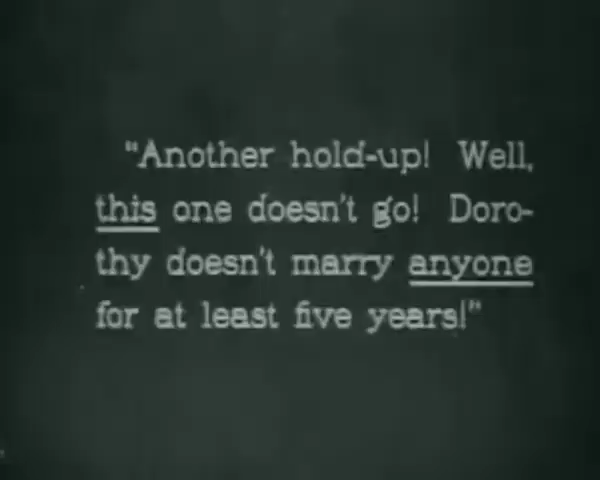 "Another hold-up! Well,
this one doesn't go! Doro-
thy doesn't marry anyone
for at least five years!"